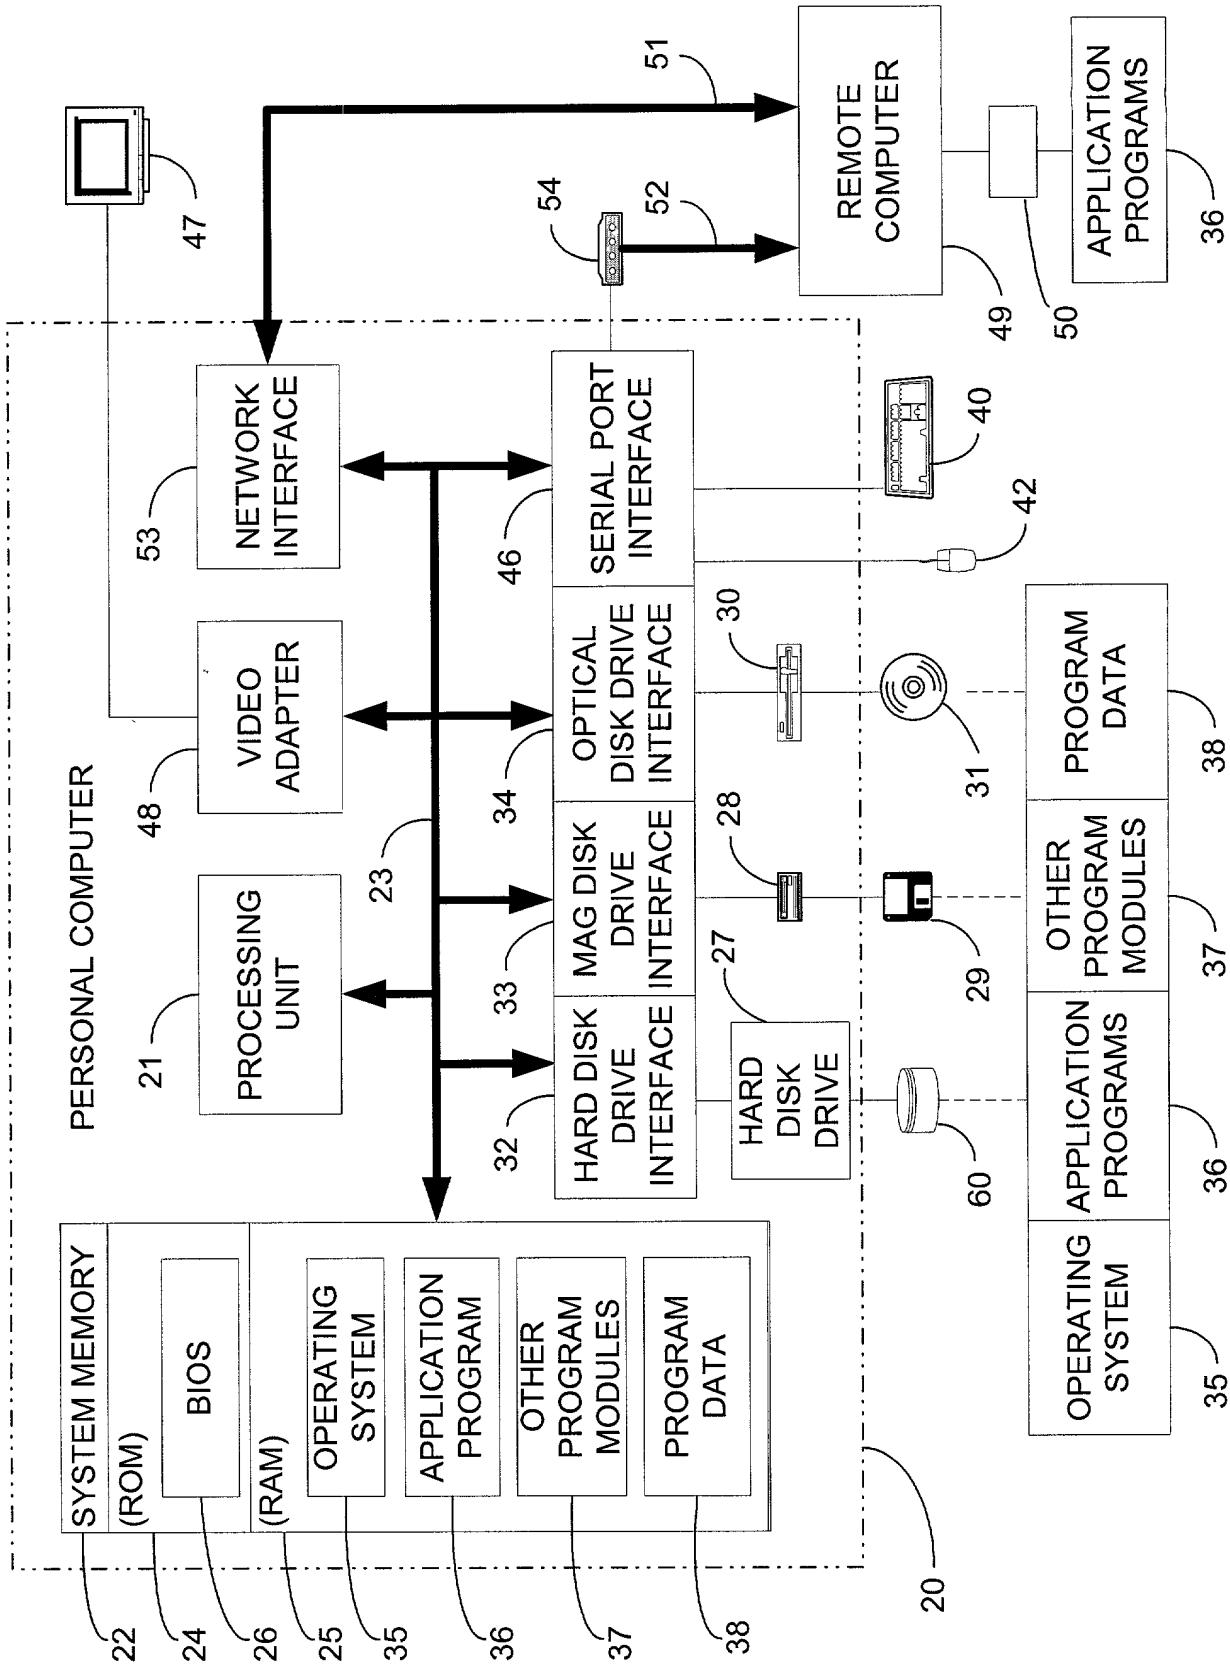 PERSONAL COMPUTER
22
SYSTEM MEMORY
24
(ROM)
26
BIOS
25
(RAM)
35
OPERATING
SYSTEM
36
APPLICATION
PROGRAM
37
OTHER
PROGRAM
MODULES
38
PROGRAM
DATA
21
PROCESSING
UNIT
48
VIDEO
ADAPTER
53
NETWORK
INTERFACE
47
23
32
HARD DISK
DRIVE
INTERFACE
33
MAG DISK
DRIVE
INTERFACE
34
OPTICAL
DISK DRIVE
INTERFACE
46
SERIAL PORT
INTERFACE
54
52
51
HARD
DISK
DRIVE
27
28
30
REMOTE
COMPUTER
49
20
60
29
31
42
40
50
OPERATING
SYSTEM
35
APPLICATION
PROGRAMS
36
OTHER
PROGRAM
MODULES
37
PROGRAM
DATA
38
APPLICATION
PROGRAMS
36